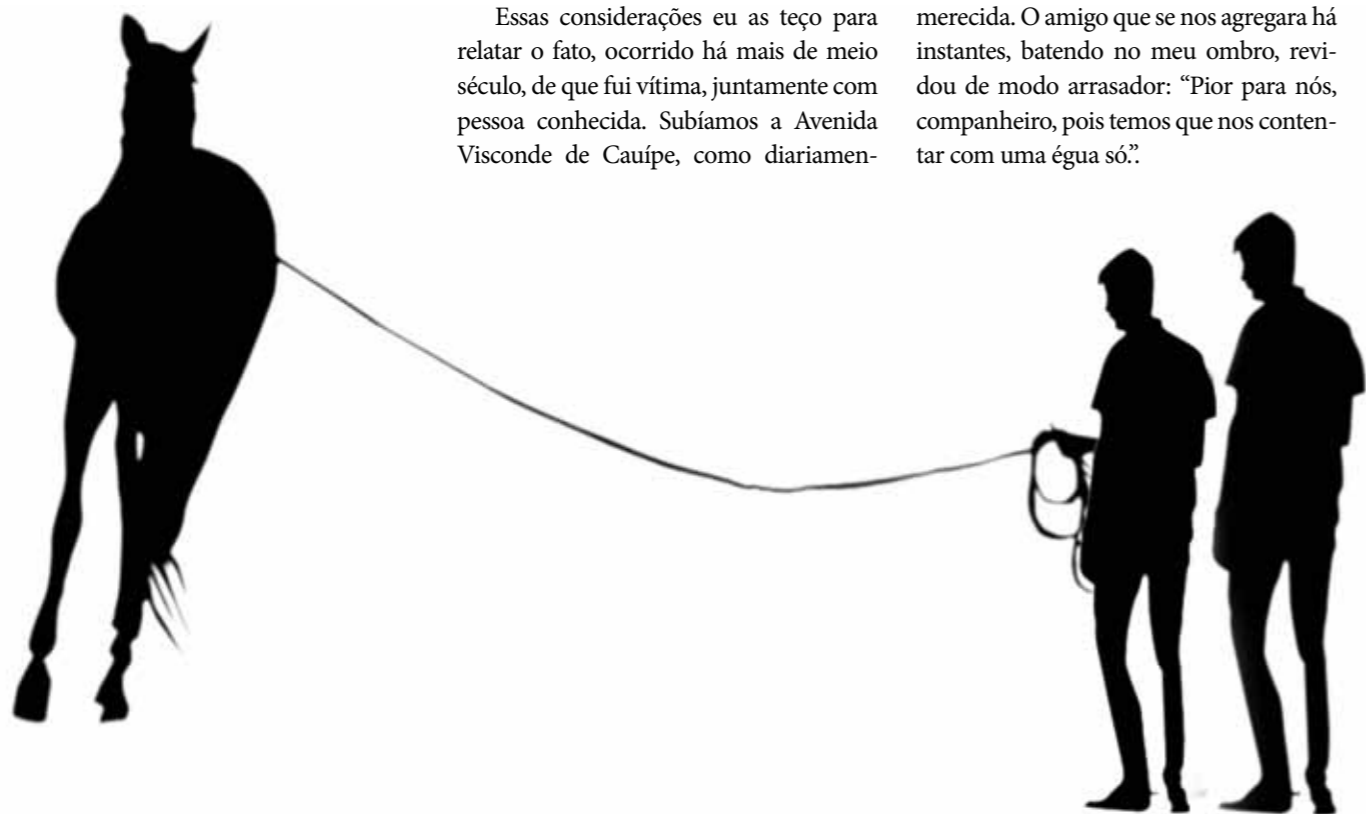 Essas considerações eu as teço para
relatar o fato, ocorrido há mais de meio
século, de que fui vítima, juntamente com
pessoa conhecida. Subíamos a Avenida
Visconde de Cauípe, como diariamen-
merecida. O amigo que se nos agregara há
instantes, batendo no meu ombro, revi-
dou de modo arrasador: “Pior para nós,
companheiro, pois temos que nos conten-
tar com uma égua só.”.